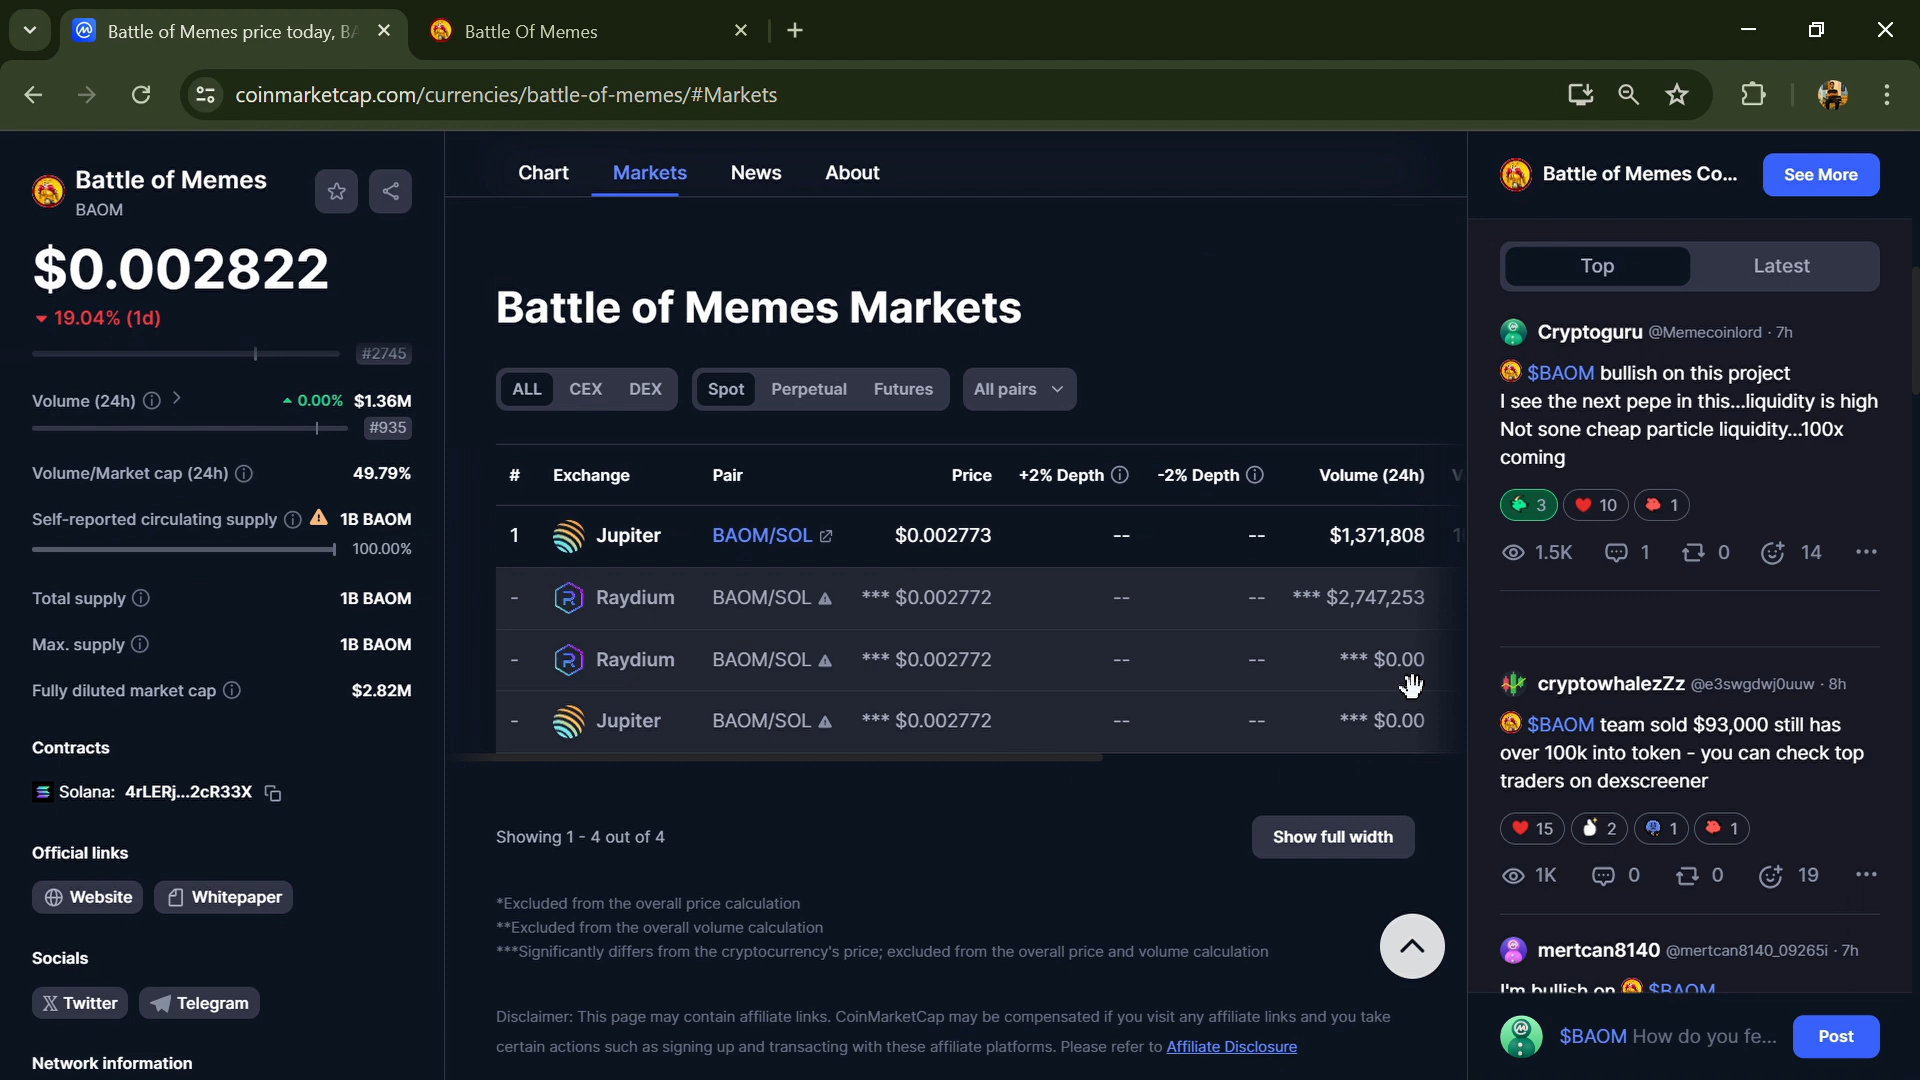 Battle of Memes price today, BA
Battle Of Memes
coinmarketcap.com/currencies/battle-of-memes/#Markets
Battle of Memes
BAOM
$0.002822
19.04% (1d)
#2745
Volume (24h)
0.00% $1.36M
#935
Volume/Market cap (24h)
49.79%
Self-reported circulating supply
1B BAOM
100.00%
Total supply
1B BAOM
Max. supply
1B BAOM
Fully diluted market cap
$2.82M
Contracts
Solana: 4rLERj...2cR33X
Official links
Website
Whitepaper
Socials
Twitter
Telegram
Network information
Chart
Markets
News
About
Battle of Memes Markets
ALL CEX DEX
Spot Perpetual Futures
All pairs
# Exchange Pair Price +2% Depth -2% Depth Volume (24h) V
1 Jupiter BAOM/SOL $0.002773 -- -- $1,371,808
- Raydium BAOM/SOL *** $0.002772 -- -- *** $2,747,253
- Raydium BAOM/SOL *** $0.002772 -- -- *** $0.00
- Jupiter BAOM/SOL *** $0.002772 -- -- *** $0.00
Showing 1 - 4 out of 4
Show full width
*Excluded from the overall price calculation
**Excluded from the overall volume calculation
***Significantly differs from the cryptocurrency's price; excluded from the overall price and volume calculation
Disclaimer: This page may contain affiliate links. CoinMarketCap may be compensated if you visit any affiliate links and you take
certain actions such as signing up and transacting with these affiliate platforms. Please refer to Affiliate Disclosure
Battle of Memes Co...
See More
Top
Latest
Cryptoguru @Memecoinlord · 7h
$BAOM bullish on this project
I see the next pepe in this...liquidity is high
Not sone cheap particle liquidity...100x
coming
3 10 1
1.5K 1 0 14
cryptowhalezZz @e3swgdwj0uuw · 8h
$BAOM team sold $93,000 still has
over 100k into token - you can check top
traders on dexscreener
15 2 1 1
1K 0 0 19
mertcan8140 @mertcan8140_09265i · 7h
I'm bullish on $BAOM
$BAOM How do you fe...
Post